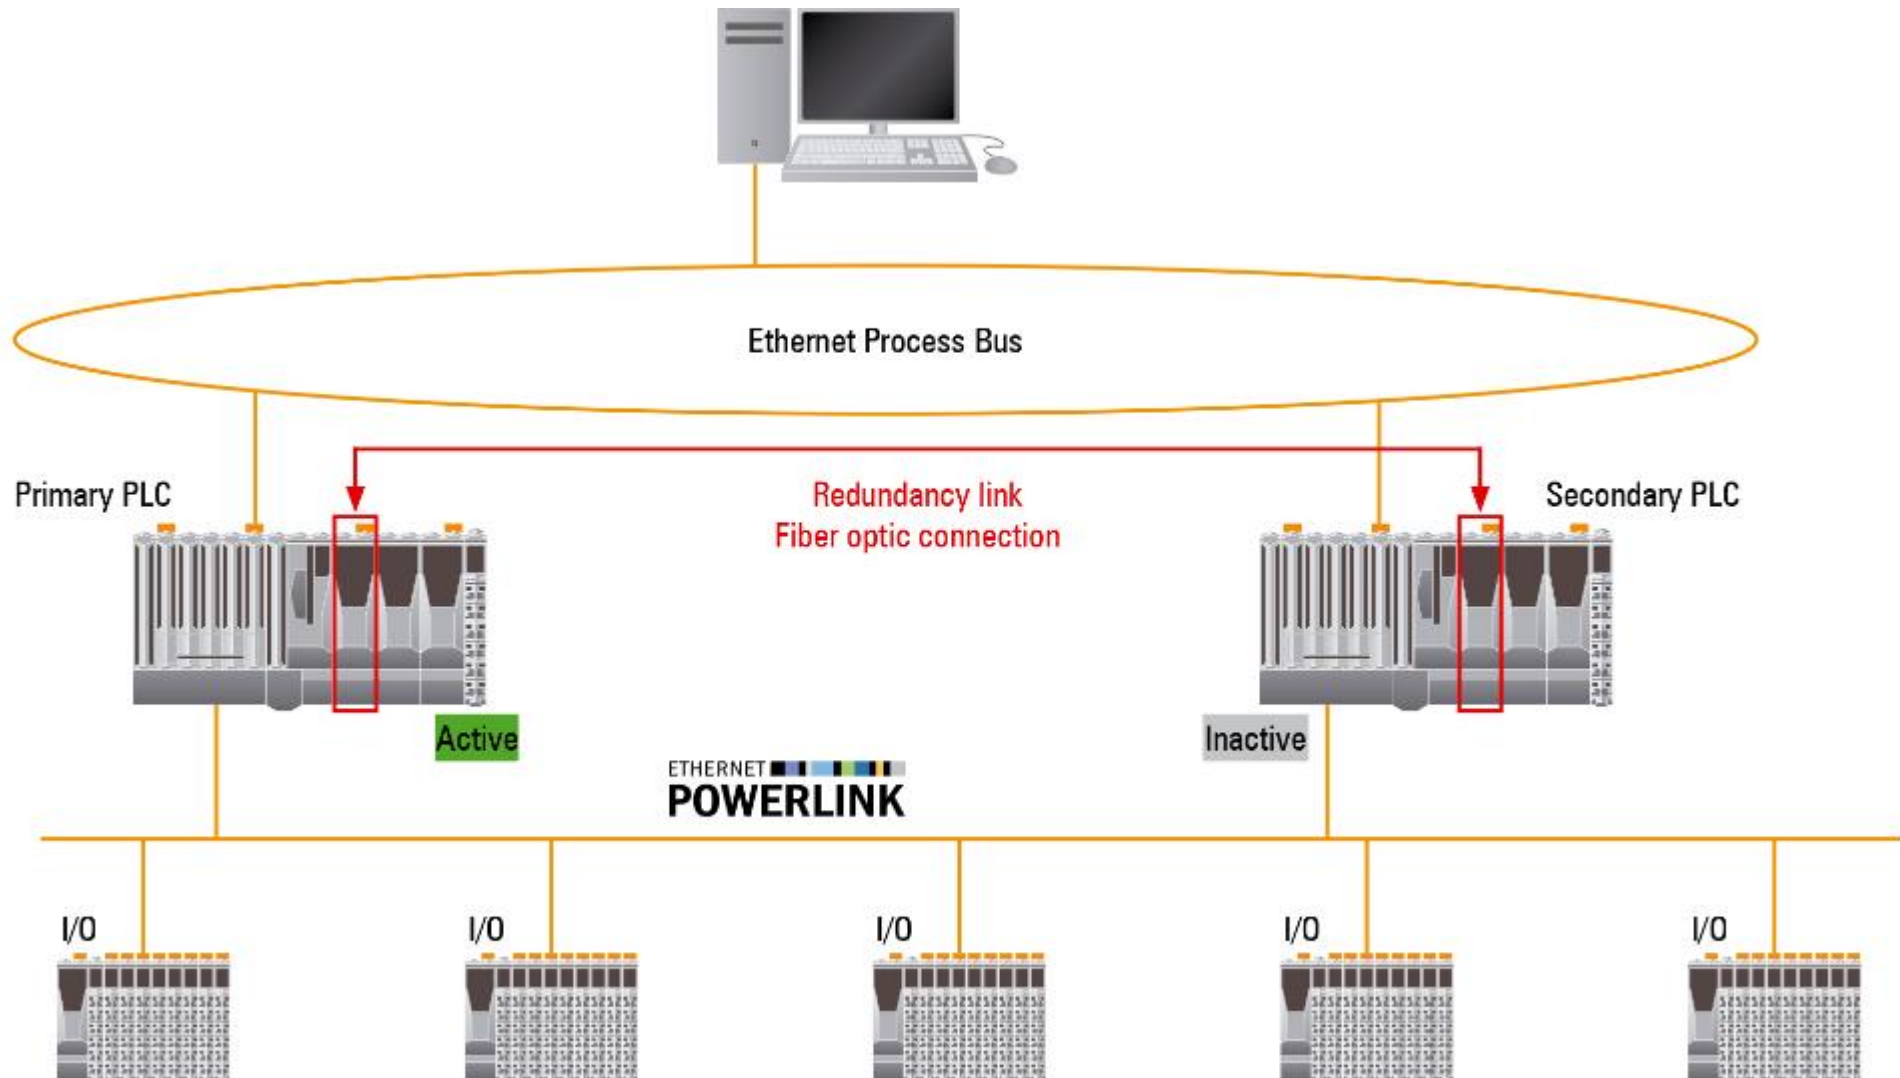 Ethernet Process Bus
Primary PLC
Redundancy link
Fiber optic connection
Secondary PLC
Active
Inactive
ETHERNET
POWERLINK
I/O
I/O
I/O
I/O
I/O